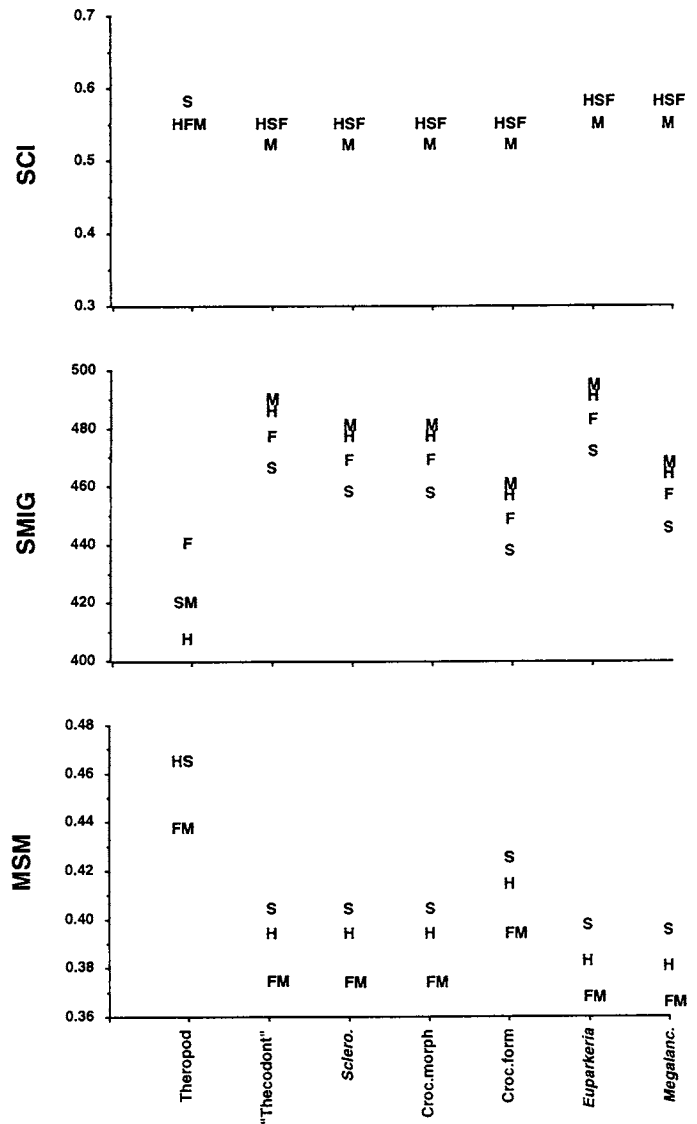 0.7
S HSF HSF
0.6
HFM HSF HSF HSF HSF M M
M M M M
0.5
SCI
0.4
0.3
500
M M
H H
F M M F
480
H H
S F F S M
S S M H
460
H F
F S
SMIG
F S
440
SM
420
H
400
0.48
HS
0.46
0.44
FM
S
MSM
0.42
H
S S S S S
0.40
H H H FM H H
0.38
FM FM FM FM FM
0.36
Theropod
"Thecodont"
Sclero.
Croc.morph
Croc.form
Euparkeria
Megalanc.